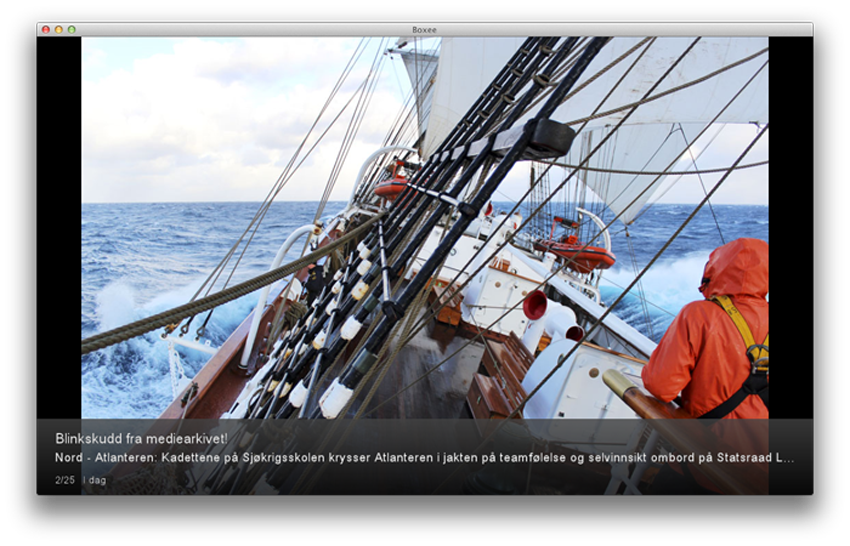 Boxee
Blinkskudd fra mediearkivet!
Nord - Atlanteren: Kadettene på Sjøkrigsskolen krysser Atlanteren i jakten på teamfølelse og selvinnsikt ombord på Statsraad L...
2/25 I dag